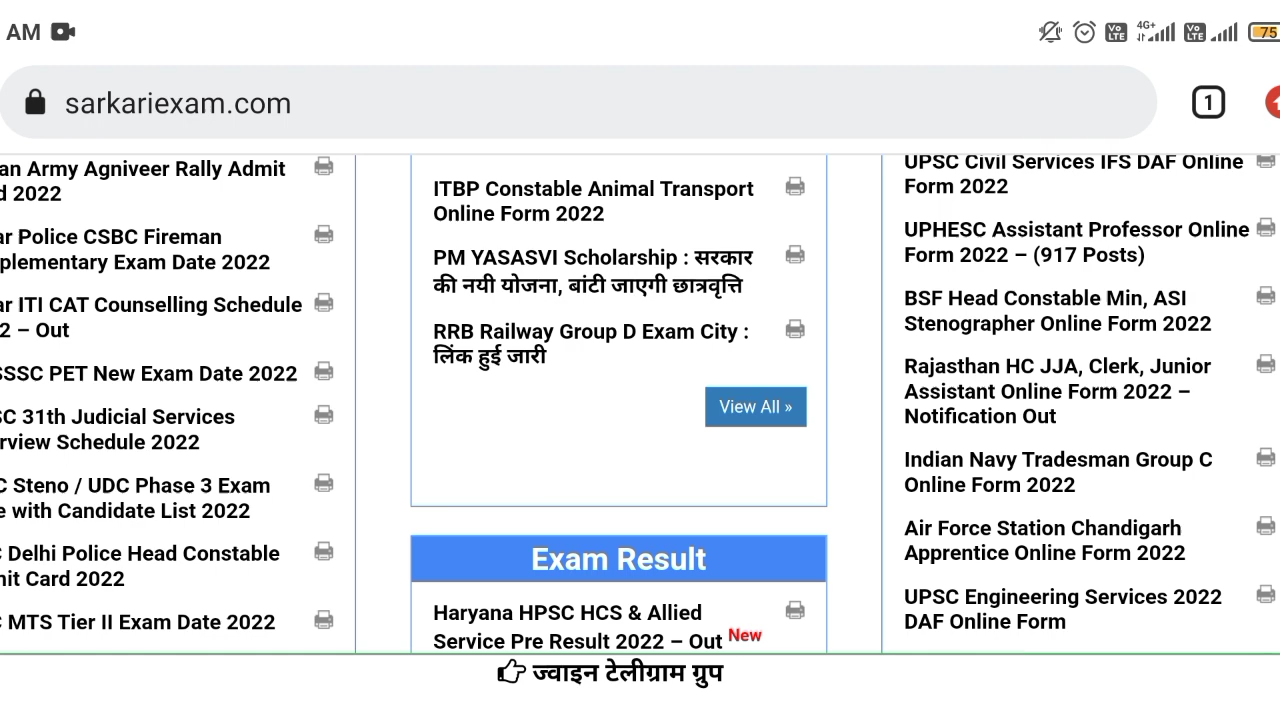 AM
4G+
Vo LTE
Vo LTE
75
sarkariexam.com
1
an Army Agniveer Rally Admit
d 2022
ar Police CSBC Fireman
plementary Exam Date 2022
ar ITI CAT Counselling Schedule
2 – Out
SSSC PET New Exam Date 2022
SC 31th Judicial Services
rview Schedule 2022
C Steno / UDC Phase 3 Exam
e with Candidate List 2022
C Delhi Police Head Constable
nit Card 2022
C MTS Tier II Exam Date 2022
ITBP Constable Animal Transport
Online Form 2022
PM YASASVI Scholarship : सरकार
की नयी योजना, बांटी जाएगी छात्रवृत्ति
RRB Railway Group D Exam City :
लिंक हुई जारी
View All »
Exam Result
Haryana HPSC HCS & Allied
Service Pre Result 2022 – Out New
UPSC Civil Services IFS DAF Online
Form 2022
UPHESC Assistant Professor Online
Form 2022 – (917 Posts)
BSF Head Constable Min, ASI
Stenographer Online Form 2022
Rajasthan HC JJA, Clerk, Junior
Assistant Online Form 2022 –
Notification Out
Indian Navy Tradesman Group C
Online Form 2022
Air Force Station Chandigarh
Apprentice Online Form 2022
UPSC Engineering Services 2022
DAF Online Form
ज्वाइन टेलीग्राम ग्रुप